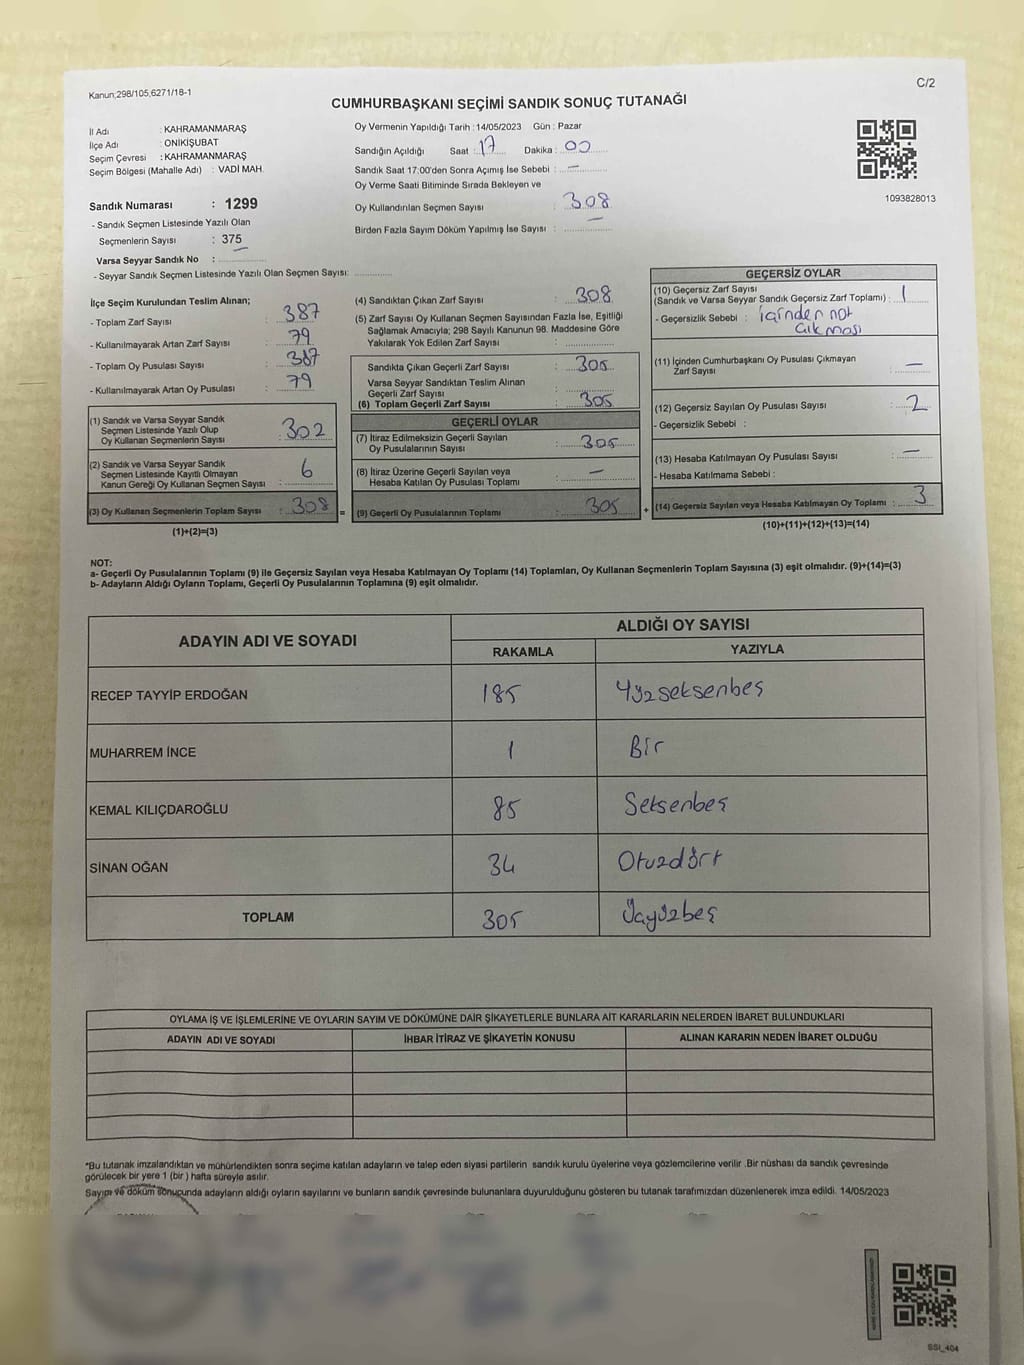 Kanun;298/105,6271/18-1
C/2
CUMHURBAŞKANI SEÇİMİ SANDIK SONUÇ TUTANAĞI
İl Adı : KAHRAMANMARAŞ
İlçe Adı : ONİKİŞUBAT
Seçim Çevresi : KAHRAMANMARAŞ
Seçim Bölgesi (Mahalle Adı) : VADİ MAH.
Sandık Numarası : 1299
- Sandık Seçmen Listesinde Yazılı Olan
Seçmenlerin Sayısı : 375
Varsa Seyyar Sandık No :
- Seyyar Sandık Seçmen Listesinde Yazılı Olan Seçmen Sayısı:
Oy Vermenin Yapıldığı Tarih : 14/05/2023 Gün : Pazar
Sandığın Açıldığı Saat : 17 Dakika : 00
Sandık Saat 17:00'den Sonra Açımış İse Sebebi : —
Oy Verme Saati Bitiminde Sırada Bekleyen ve
Oy Kullandırılan Seçmen Sayısı : 308
Birden Fazla Sayım Döküm Yapılmış İse Sayısı : —
1093828013
İlçe Seçim Kurulundan Teslim Alınan;
- Toplam Zarf Sayısı : 387
- Kullanılmayarak Artan Zarf Sayısı : 79
- Toplam Oy Pusulası Sayısı : 387
- Kullanılmayarak Artan Oy Pusulası : 79
(1) Sandık ve Varsa Seyyar Sandık
Seçmen Listesinde Yazılı Olup
Oy Kullanan Seçmenlerin Sayısı : 302
(2) Sandık ve Varsa Seyyar Sandık
Seçmen Listesinde Kayıtlı Olmayan
Kanun Gereği Oy Kullanan Seçmen Sayısı : 6
(3) Oy Kullanan Seçmenlerin Toplam Sayısı : 308 =
(1)+(2)=(3)
(4) Sandıktan Çıkan Zarf Sayısı : 308
(5) Zarf Sayısı Oy Kullanan Seçmen Sayısından Fazla İse, Eşitliği
Sağlamak Amacıyla; 298 Sayılı Kanunun 98. Maddesine Göre
Yakılarak Yok Edilen Zarf Sayısı :
Sandıkta Çıkan Geçerli Zarf Sayısı : 305
Varsa Seyyar Sandıktan Teslim Alınan
Geçerli Zarf Sayısı :
(6) Toplam Geçerli Zarf Sayısı : 305
GEÇERLİ OYLAR
(7) İtiraz Edilmeksizin Geçerli Sayılan
Oy Pusulalarının Sayısı : 305
(8) İtiraz Üzerine Geçerli Sayılan veya
Hesaba Katılan Oy Pusulası Toplamı : —
(9) Geçerli Oy Pusulalarının Toplamı : 305 +
GEÇERSİZ OYLAR
(10) Geçersiz Zarf Sayısı
(Sandık ve Varsa Seyyar Sandık Geçersiz Zarf Toplamı) : 1
- Geçersizlik Sebebi : içinden not
çıkması
(11) İçinden Cumhurbaşkanı Oy Pusulası Çıkmayan
Zarf Sayısı : —
(12) Geçersiz Sayılan Oy Pusulası Sayısı : 2
- Geçersizlik Sebebi :
(13) Hesaba Katılmayan Oy Pusulası Sayısı : —
- Hesaba Katılmama Sebebi :
(14) Geçersiz Sayılan veya Hesaba Katılmayan Oy Toplamı : 3
(10)+(11)+(12)+(13)=(14)
NOT:
a- Geçerli Oy Pusulalarının Toplamı (9) ile Geçersiz Sayılan veya Hesaba Katılmayan Oy Toplamı (14) Toplamları, Oy Kullanan Seçmenlerin Toplam Sayısına (3) eşit olmalıdır. (9)+(14)=(3)
b- Adayların Aldığı Oyların Toplamı, Geçerli Oy Pusulalarının Toplamına (9) eşit olmalıdır.
ADAYIN ADI VE SOYADI
ALDIĞI OY SAYISI
RAKAMLA YAZIYLA
RECEP TAYYİP ERDOĞAN 185 Yüzseksenbeş
MUHARREM İNCE 1 Bir
KEMAL KILIÇDAROĞLU 85 Seksenbeş
SİNAN OĞAN 34 Otuzdört
TOPLAM 305 Üçyüzbeş
OYLAMA İŞ VE İŞLEMLERİNE VE OYLARIN SAYIM VE DÖKÜMÜNE DAİR ŞİKAYETLERLE BUNLARA AİT KARARLARIN NELERDEN İBARET BULUNDUKLARI
ADAYIN ADI VE SOYADI İHBAR İTİRAZ VE ŞİKAYETİN KONUSU ALINAN KARARIN NEDEN İBARET OLDUĞU
*Bu tutanak imzalandıktan ve mühürlendikten sonra seçime katılan adayların ve talep eden siyasi partilerin sandık kurulu üyelerine veya gözlemcilerine verilir .Bir nüshası da sandık çevresinde
görülecek bir yere 1 (bir ) hafta süreyle asılır.
Sayım ve döküm sonucunda adayların aldığı oyların sayılarını ve bunların sandık çevresinde bulunanlara duyurulduğunu gösteren bu tutanak tarafımızdan düzenlenerek imza edildi. 14/05/2023
SSI_404